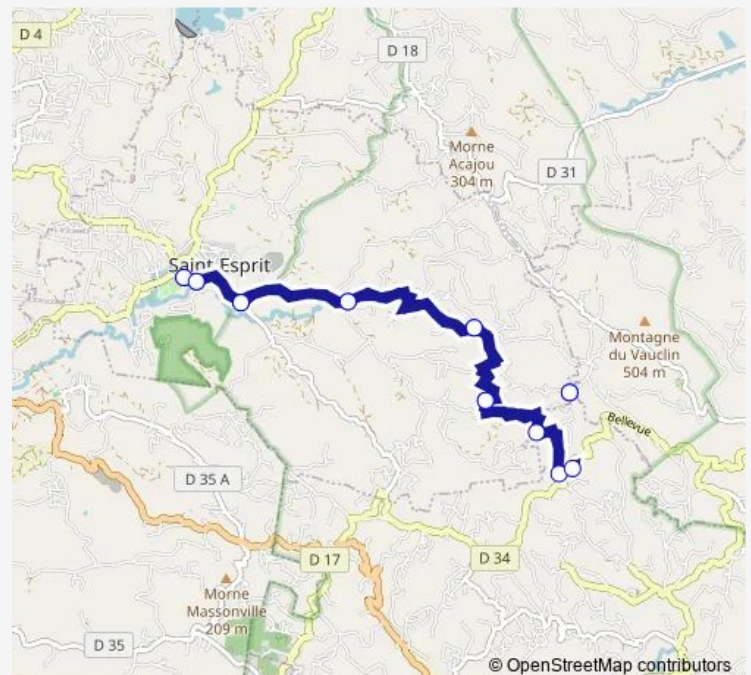 D 4
D 18
Morne
Acajou
304 m
D 31
Saint Esprit
Montagne
du Vauclin
504 m
Bellevue
D 35 A
D 17
D 34
Morne
Massonville
209 m
D 35
© OpenStreetMap contributors